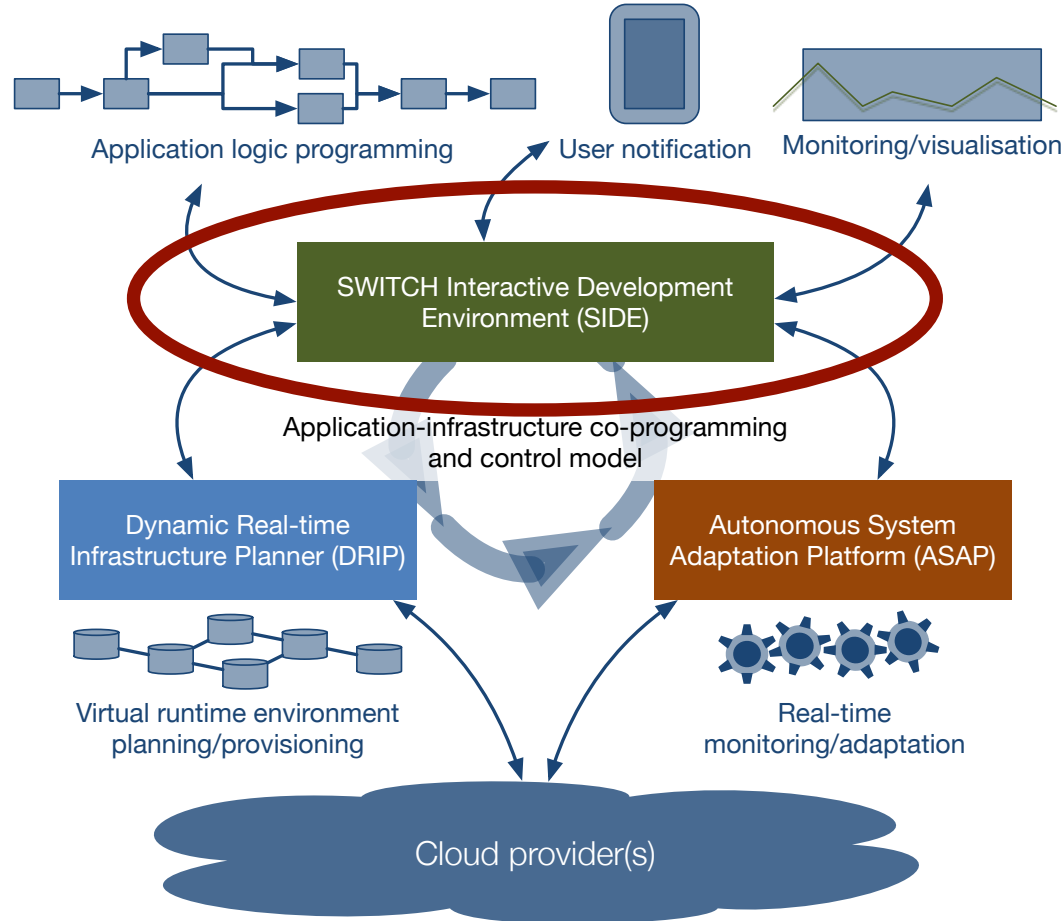 Application logic programming
User notification
Monitoring/visualisation
SWITCH Interactive Development
Environment (SIDE)
Application-infrastructure co-programming
and control model
Dynamic Real-time
Infrastructure Planner (DRIP)
Autonomous System
Adaptation Platform (ASAP)
Virtual runtime environment
planning/provisioning
Real-time
monitoring/adaptation
Cloud provider(s)